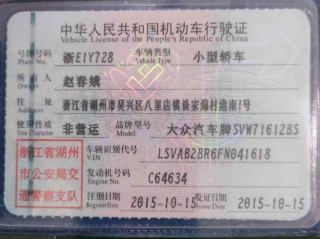 中华人民共和国机动车行驶证
Vehicle License of the People's Republic of China
号牌号码 浙E1Y728 车辆类型 小型轿车
Plate No. Vehicle Type
所有人 赵春娥
Owner
住址 浙江省湖州市吴兴区八里店镇谈家塌村港南1号
Address
使用性质 非营运 品牌型号 大众汽车牌SVW71612BS
Use Character Model
浙江省湖州 车辆识别代号 LSVAB2BR6FN041618
VIN
市公安局交 发动机号码 C64634
Engine No.
通警察支队 注册日期 2015-10-15 发证日期 2015-10-15
Register Date Issue Date